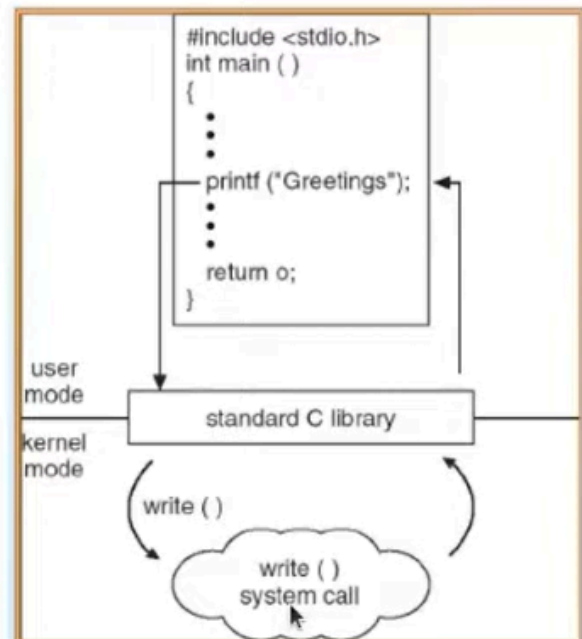 #include <stdio.h>
int main ( )
{
•
•
•
printf ("Greetings");
•
•
•
return o;
}
user
mode
standard C library
kernel
mode
write ( )
write ( )
system call